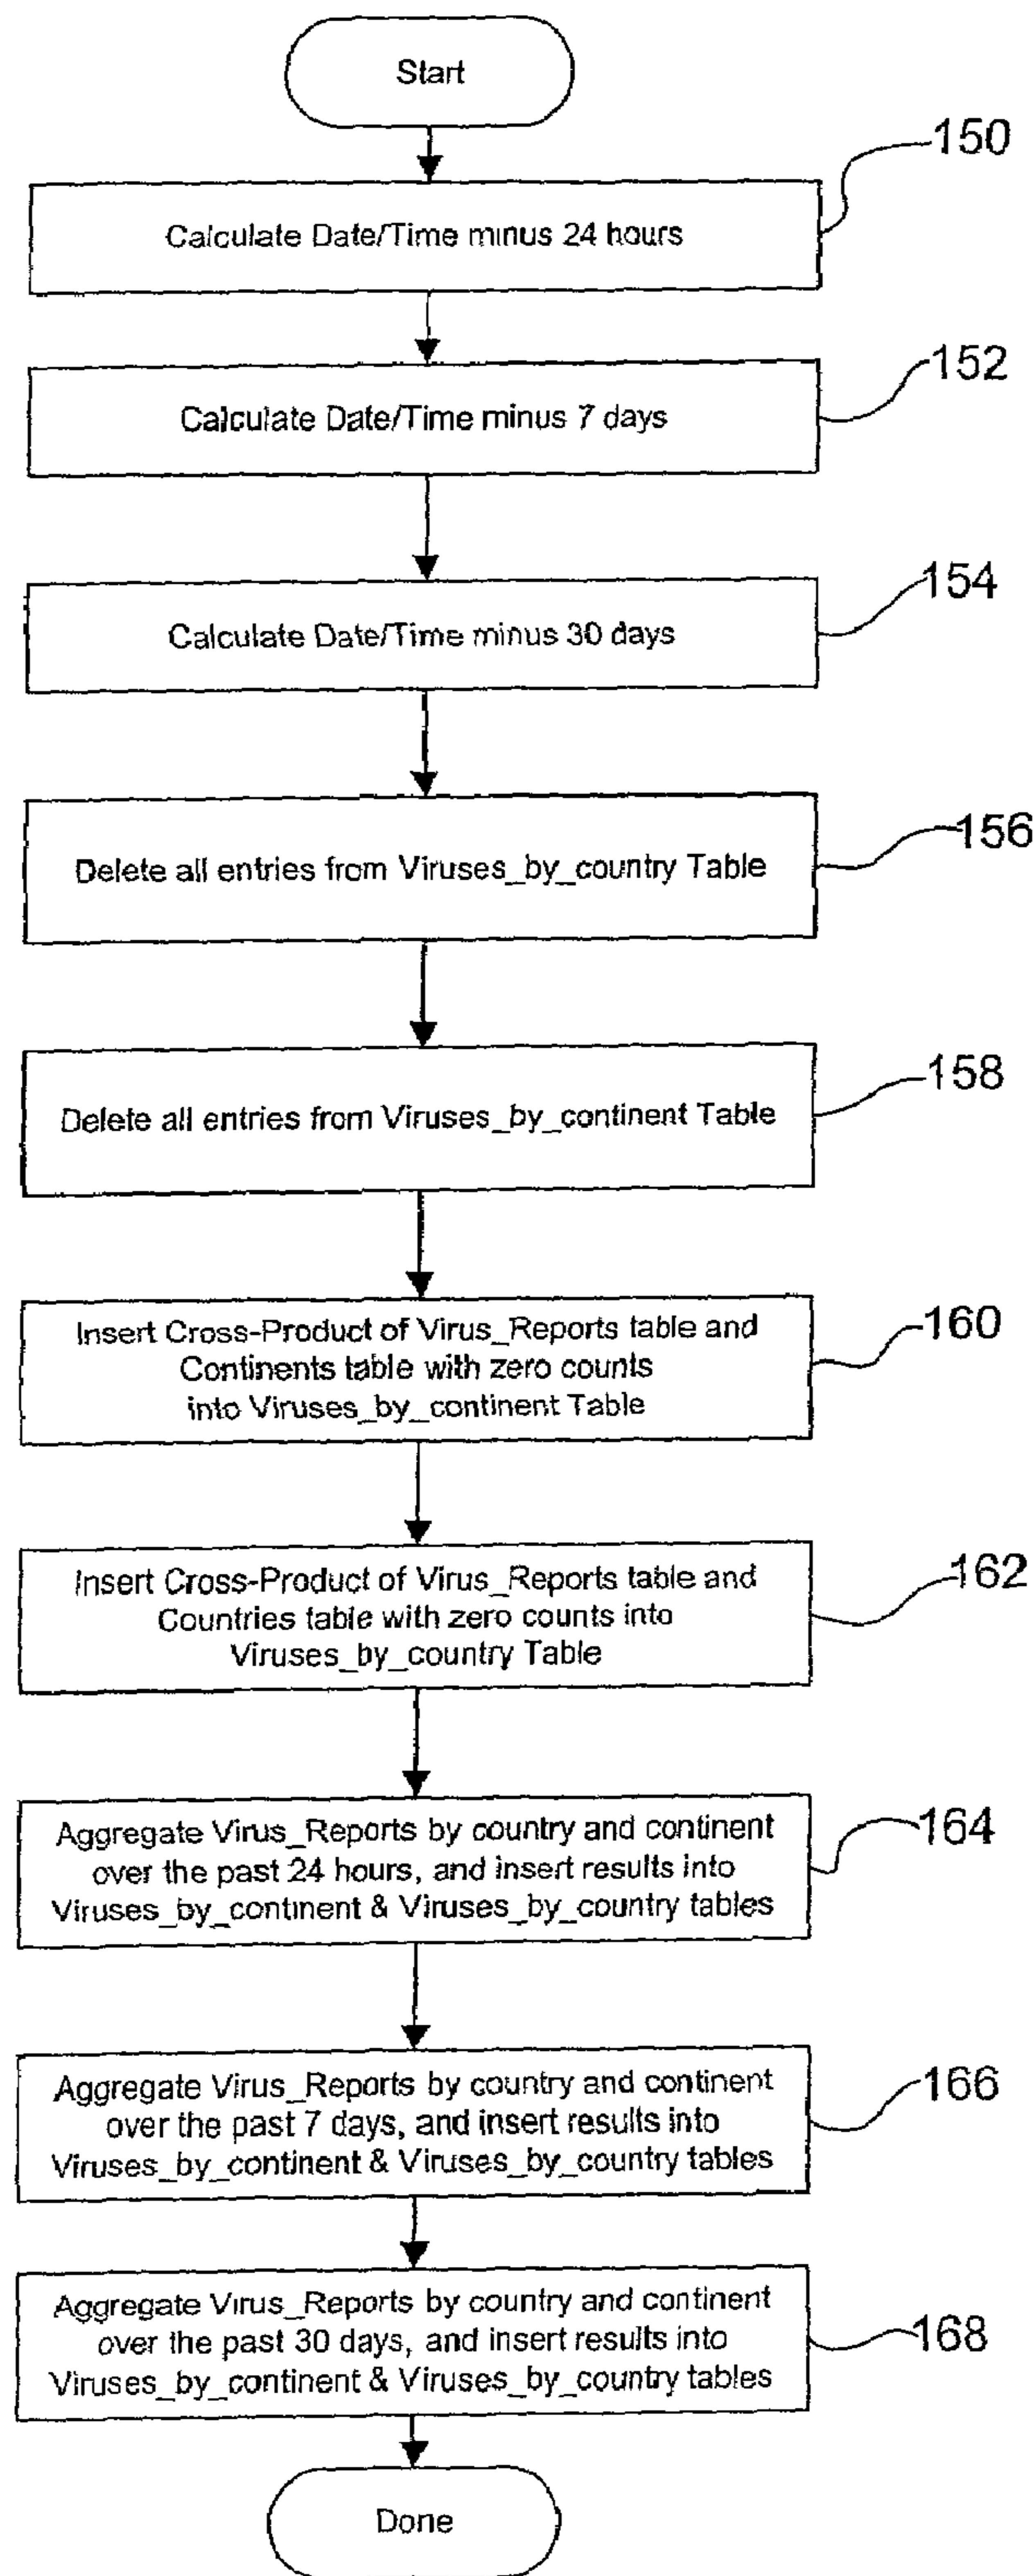 Start
150
Calculate Date/Time minus 24 hours
152
Calculate Date/Time minus 7 days
154
Calculate Date/Time minus 30 days
156
Delete all entries from Viruses_by_country Table
158
Delete all entries from Viruses_by_continent Table
160
Insert Cross-Product of Virus_Reports table and
Continents table with zero counts
into Viruses_by_continent Table
162
Insert Cross-Product of Virus_Reports table and
Countries table with zero counts into
Viruses_by_country Table
164
Aggregate Virus_Reports by country and continent
over the past 24 hours, and insert results into
Viruses_by_continent & Viruses_by_country tables
166
Aggregate Virus_Reports by country and continent
over the past 7 days, and insert results into
Viruses_by_continent & Viruses_by_country tables
168
Aggregate Virus_Reports by country and continent
over the past 30 days, and insert results into
Viruses_by_continent & Viruses_by_country tables
Done